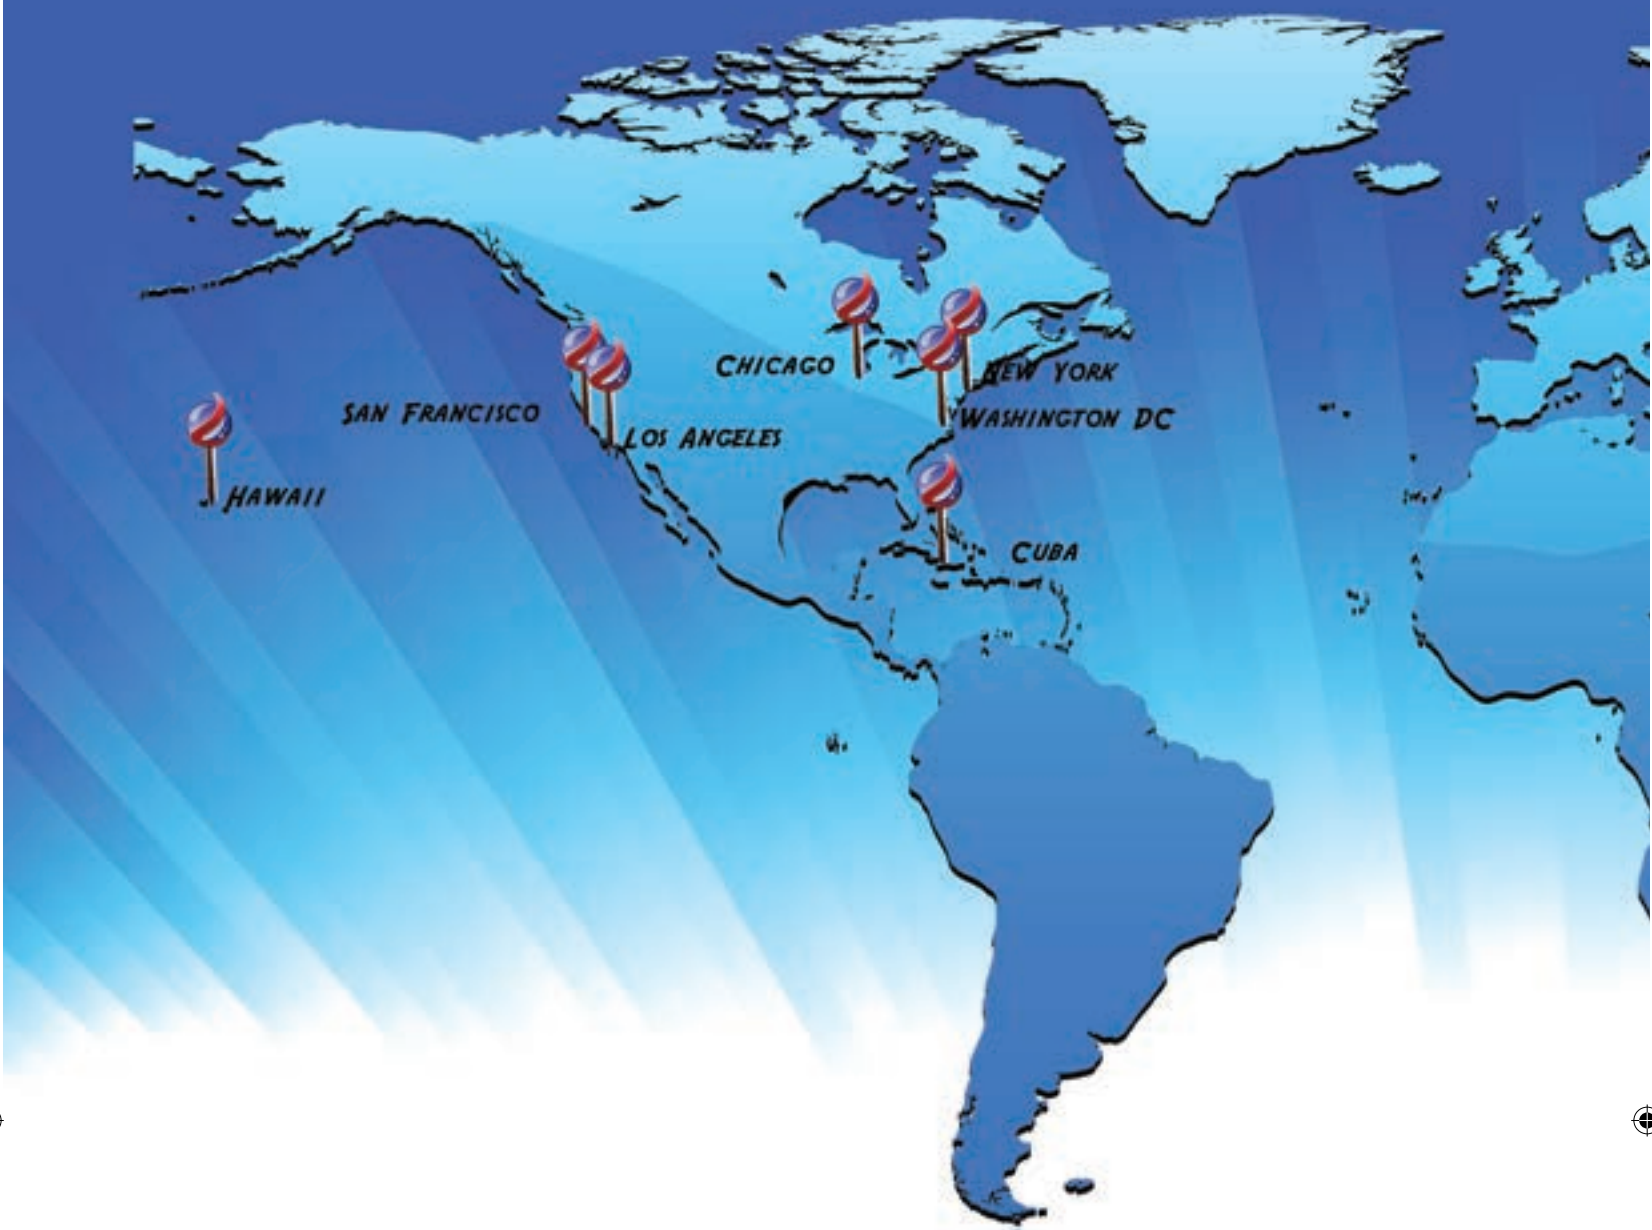 CHICAGO
NEW YORK
SAN FRANCISCO
WASHINGTON DC
LOS ANGELES
HAWAII
CUBA